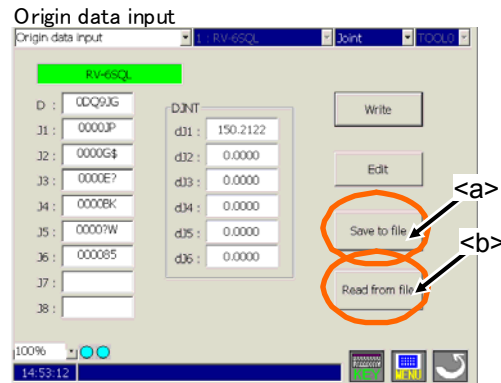 Origin data input
Origin data input 1 : RV-6SQL Joint TOOL0
RV-6SQL
D : 0DQ9JG
J1 : 0000JP
J2 : 0000G$
J3 : 0000E?
J4 : 0000BK
J5 : 0000?W
J6 : 000085
J7 :
J8 :
DJNT
dJ1 : 150.2122
dJ2 : 0.0000
dJ3 : 0.0000
dJ4 : 0.0000
dJ5 : 0.0000
dJ6 : 0.0000
Write
Edit
<a>
Save to file
<b>
Read from file
100%
14:53:12
KEY
MENU